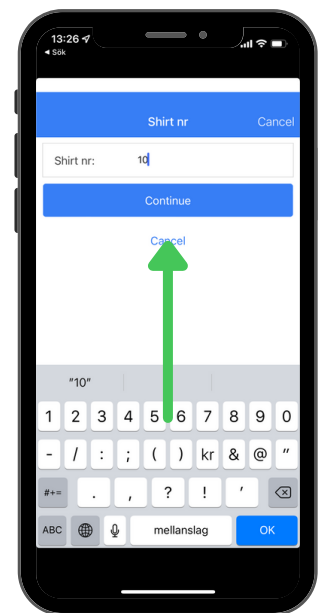 13:26
◀ Sök
Shirt nr Cancel
Shirt nr: 10
Continue
Cancel
"10"
1 2 3 4 5 6 7 8 9 0
- / : ; ( ) kr & @ "
#+= . , ? ! '
ABC mellanslag OK